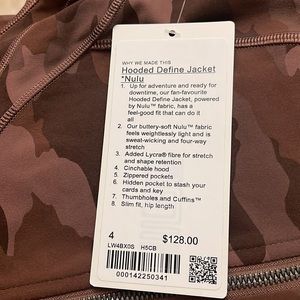 WHY WE MADE THIS
Hooded Define Jacket
*Nulu
1. Up for adventure and ready for
downtime, our fan-favourite
Hooded Define Jacket, powered
by Nulu™ fabric, has a
feel-good fit that can do it
all
2. Our buttery-soft Nulu™ fabric
feels weightlessly light and is
sweat-wicking and four-way
stretch
3. Added Lycra® fibre for stretch
and shape retention
4. Cinchable hood
5. Zippered pockets
6. Hidden pocket to stash your
cards and key
7. Thumbholes and Cuffins™
8. Slim fit, hip length
4
$128.00
LW4BX0S H5CB
000142250341